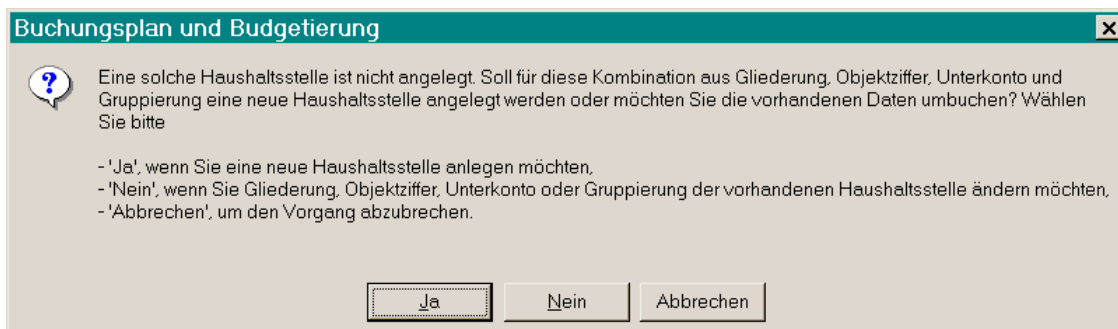 Buchungsplan und Budgetierung
Eine solche Haushaltsstelle ist nicht angelegt. Soll für diese Kombination aus Gliederung, Objektziffer, Unterkonto und
Gruppierung eine neue Haushaltsstelle angelegt werden oder möchten Sie die vorhandenen Daten umbuchen? Wählen
Sie bitte
- 'Ja', wenn Sie eine neue Haushaltsstelle anlegen möchten,
- 'Nein', wenn Sie Gliederung, Objektziffer, Unterkonto oder Gruppierung der vorhandenen Haushaltsstelle ändern möchten,
- 'Abbrechen', um den Vorgang abzubrechen.
Ja Nein Abbrechen